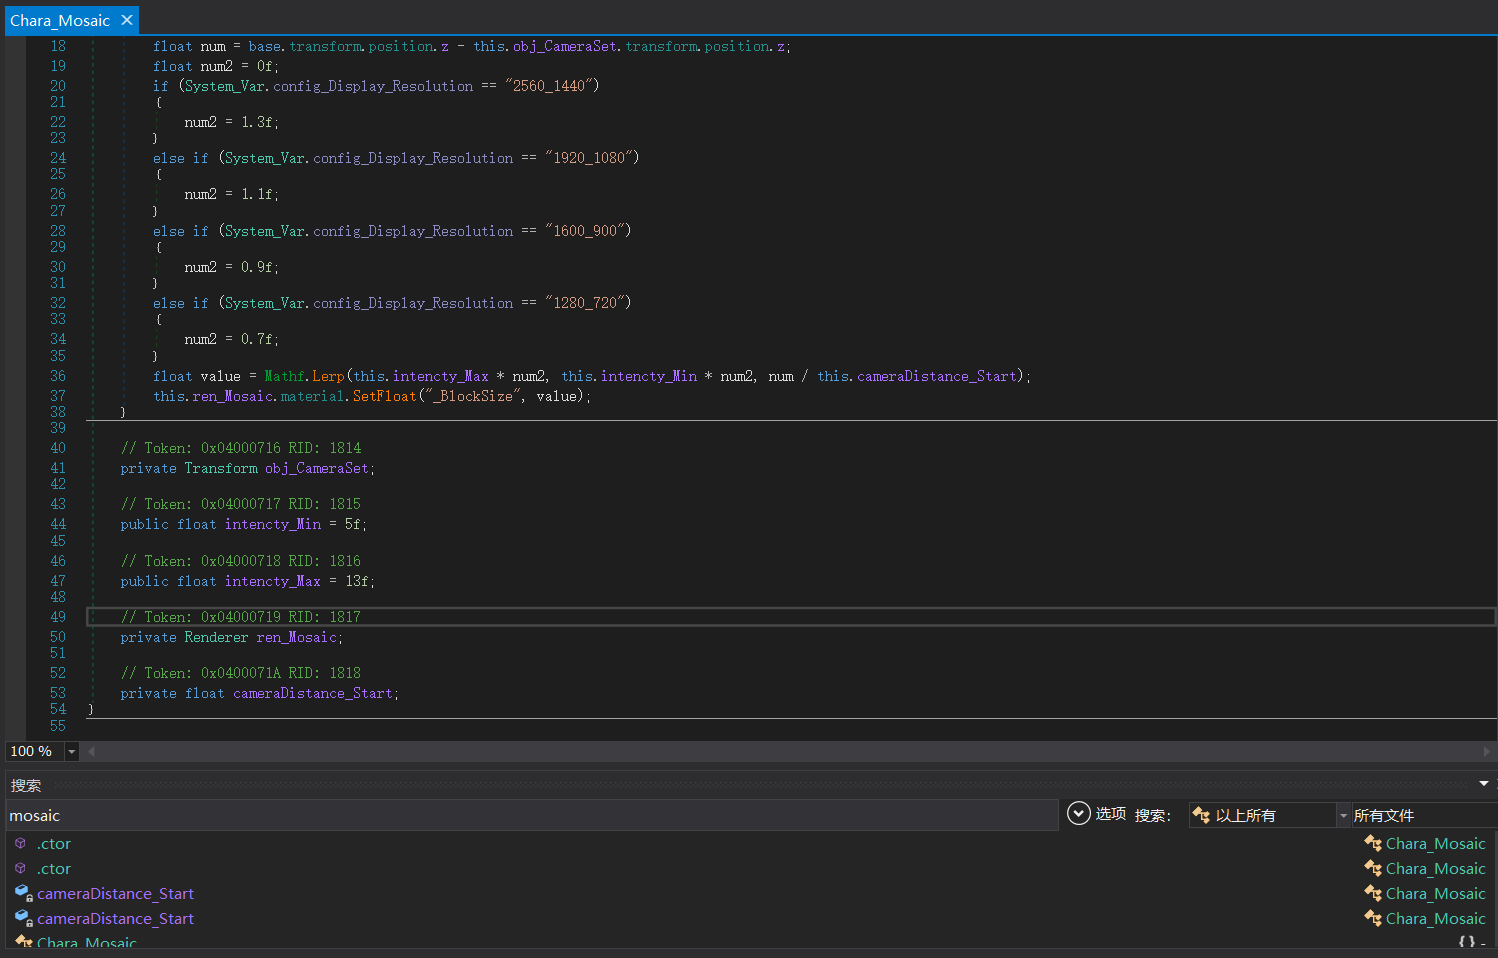 Chara_Mosaic ✕
18 float num = base.transform.position.z - this.obj_CameraSet.transform.position.z;
19 float num2 = 0f;
20 if (System_Var.config_Display_Resolution == "2560_1440")
21 {
22 num2 = 1.3f;
23 }
24 else if (System_Var.config_Display_Resolution == "1920_1080")
25 {
26 num2 = 1.1f;
27 }
28 else if (System_Var.config_Display_Resolution == "1600_900")
29 {
30 num2 = 0.9f;
31 }
32 else if (System_Var.config_Display_Resolution == "1280_720")
33 {
34 num2 = 0.7f;
35 }
36 float value = Mathf.Lerp(this.intencty_Max * num2, this.intencty_Min * num2, num / this.cameraDistance_Start);
37 this.ren_Mosaic.material.SetFloat("_BlockSize", value);
38 }
39
40 // Token: 0x04000716 RID: 1814
41 private Transform obj_CameraSet;
42
43 // Token: 0x04000717 RID: 1815
44 public float intencty_Min = 5f;
45
46 // Token: 0x04000718 RID: 1816
47 public float intencty_Max = 13f;
48
49 // Token: 0x04000719 RID: 1817
50 private Renderer ren_Mosaic;
51
52 // Token: 0x0400071A RID: 1818
53 private float cameraDistance_Start;
54 }
55
100 %
搜索
mosaic 选项 搜索: 以上所有 所有文件
.ctor Chara_Mosaic
.ctor Chara_Mosaic
cameraDistance_Start Chara_Mosaic
cameraDistance_Start Chara_Mosaic
Chara_Mosaic {} -